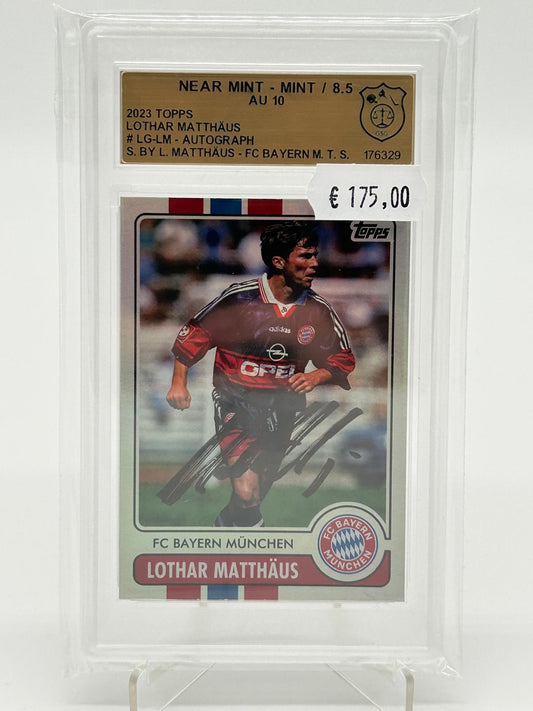 NEAR MINT - MINT / 8.5
AU 10
2023 TOPPS
LOTHAR MATTHÄUS
# LG-LM - AUTOGRAPH
S. BY L. MATTHÄUS - FC BAYERN M. T. S. 176329
GSG
€ 175,00
Topps
adidas
OPEL
FC BAYERN MÜNCHEN
FC BAYERN
MÜNCHEN
LOTHAR MATTHÄUS